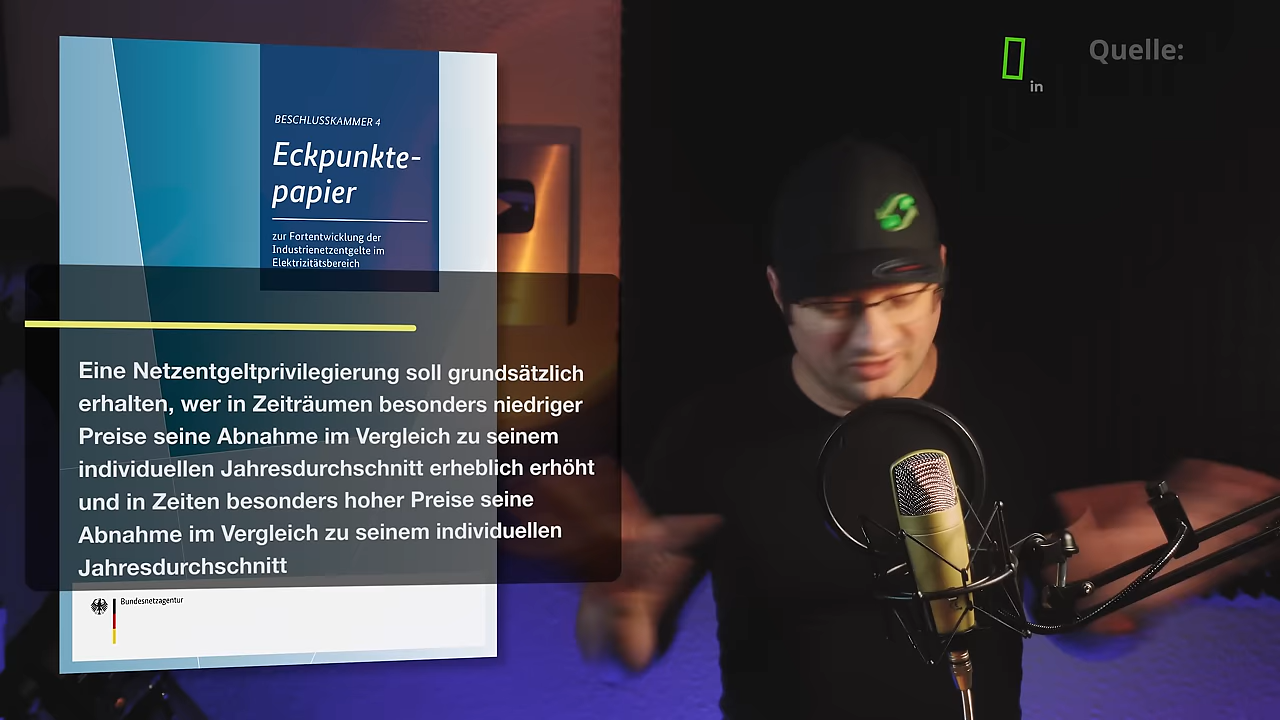 BESCHLUSSKAMMER 4
Eckpunkte-
papier
zur Fortentwicklung der
Industrienetzentgelte im
Elektrizitätsbereich
Eine Netzentgeltprivilegierung soll grundsätzlich
erhalten, wer in Zeiträumen besonders niedriger
Preise seine Abnahme im Vergleich zu seinem
individuellen Jahresdurchschnitt erheblich erhöht
und in Zeiten besonders hoher Preise seine
Abnahme im Vergleich zu seinem individuellen
Jahresdurchschnitt
Bundesnetzagentur
Quelle:
in